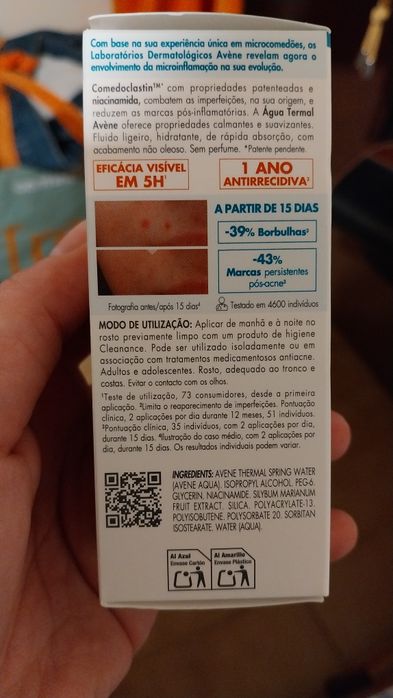 Com base na sua experiência única em microcomedões, os
Laboratórios Dermatológicos Avène revelam agora o
envolvimento da microinflamação na sua evolução.
Comedoclastin™* com propriedades patenteadas e
niacinamida, combatem as imperfeições, na sua origem, e
reduzem as marcas pós-inflamatórias. A Água Termal
Avène oferece propriedades calmantes e suavizantes.
Fluido ligeiro, hidratante, de rápida absorção, com
acabamento não oleoso. Sem perfume. *Patente pendente.
EFICÁCIA VISÍVEL
EM 5H¹
1 ANO
ANTIRRECIDIVA²
A PARTIR DE 15 DIAS
-39% Borbulhas³
-43%
Marcas persistentes
pós-acne³
Fotografia antes/após 15 dias⁴
Testado em 4600 indivíduos
MODO DE UTILIZAÇÃO: Aplicar de manhã e à noite no
rosto previamente limpo com um produto de higiene
Cleanance. Pode ser utilizado isoladamente ou em
associação com tratamentos medicamentosos antiacne.
Adultos e adolescentes. Rosto, adequado ao tronco e
costas. Evitar o contacto com os olhos.
¹Teste de utilização, 73 consumidores, desde a primeira
aplicação. ²Limita o reaparecimento de imperfeições. Pontuação
clínica, 2 aplicações por dia durante 12 meses, 51 indivíduos.
³Pontuação clínica, 35 indivíduos, com 2 aplicações por dia,
durante 15 dias. ⁴Ilustração do caso médio, com 2 aplicações por
dia, durante 15 dias. Os resultados individuais podem variar.
INGREDIENTS: AVENE THERMAL SPRING WATER
(AVENE AQUA). ISOPROPYL ALCOHOL. PEG-6.
GLYCERIN. NIACINAMIDE. SILYBUM MARIANUM
FRUIT EXTRACT. SILICA. POLYACRYLATE-13.
POLYISOBUTENE. POLYSORBATE 20. SORBITAN
ISOSTEARATE. WATER (AQUA).
Al Azul
Envase Cartón
Al Amarillo
Envase Plástico